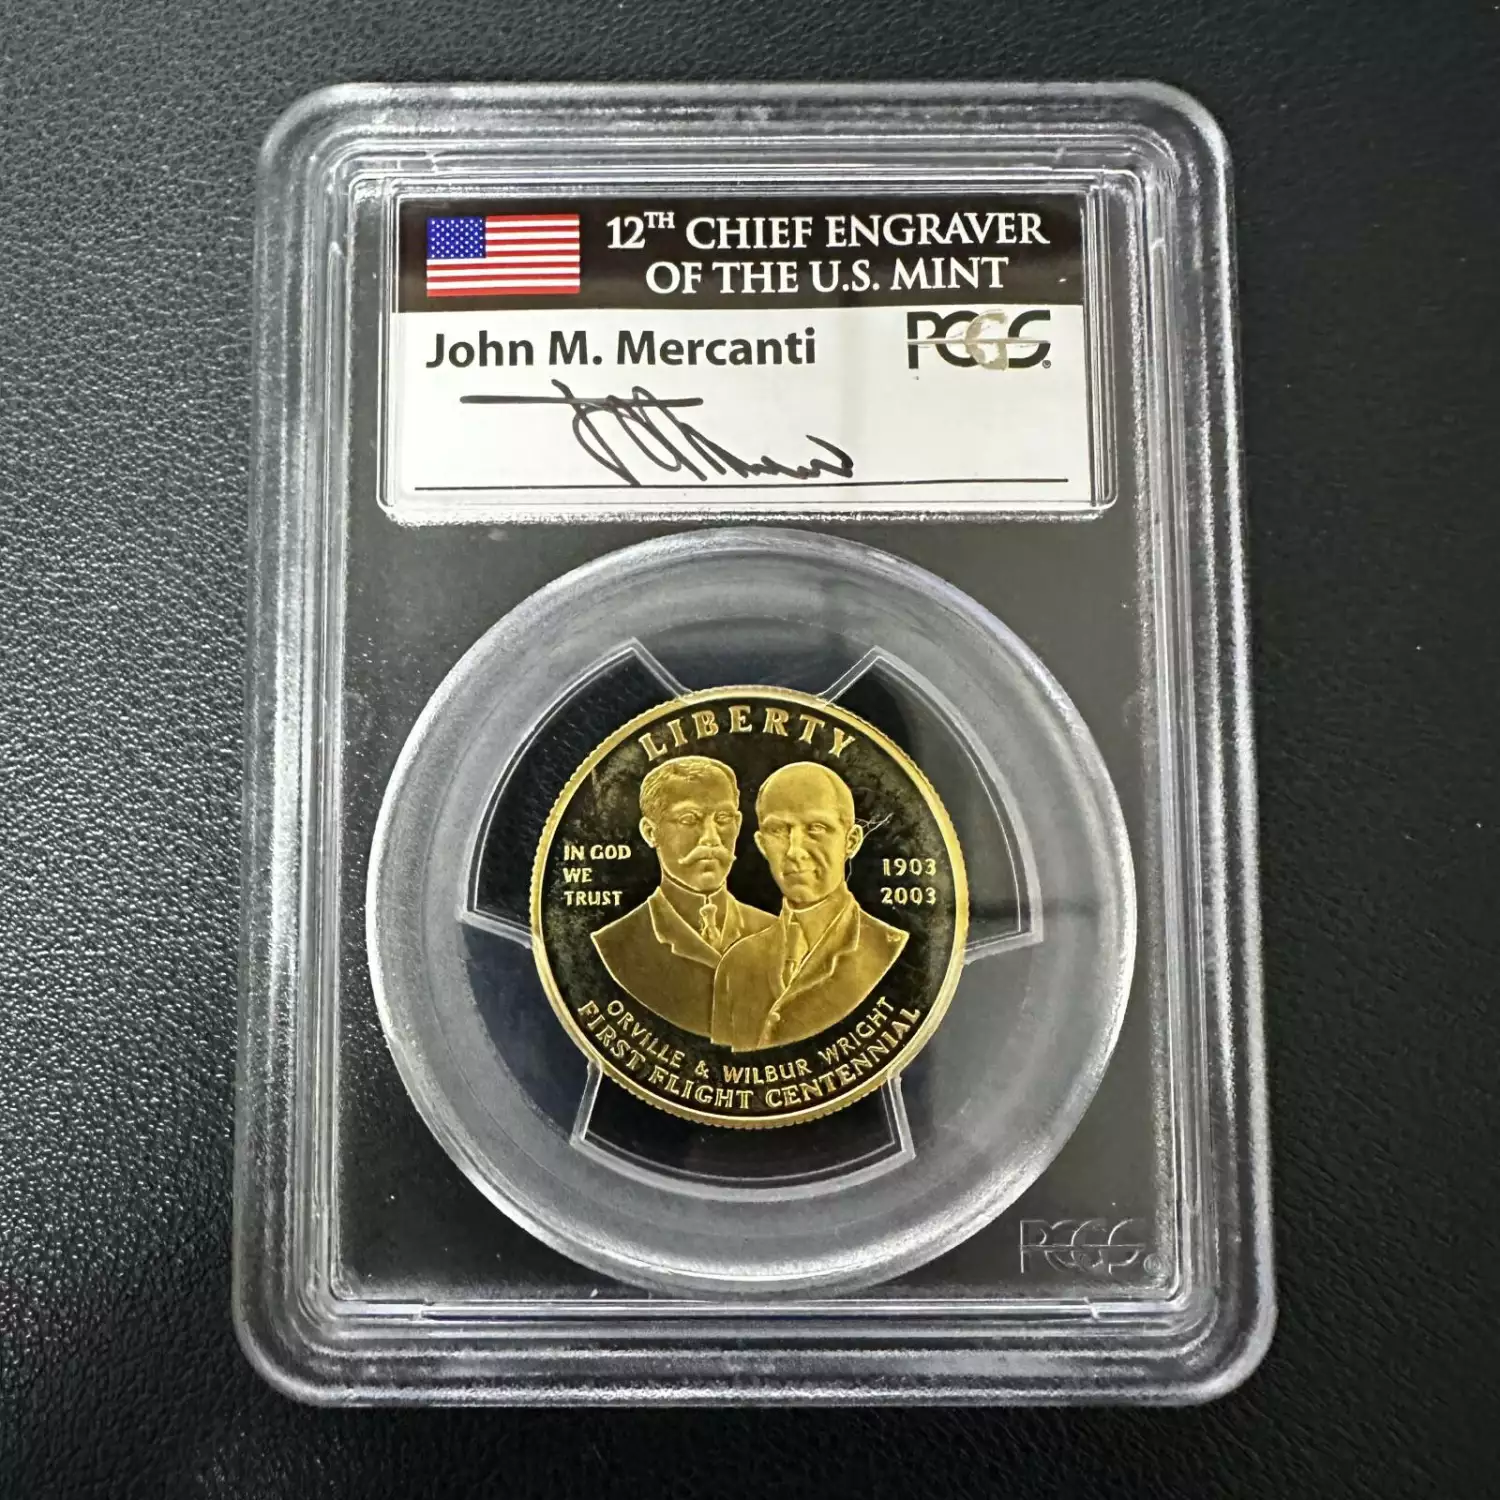 12TH CHIEF ENGRAVER
OF THE U.S. MINT
John M. Mercanti
PCGS
LIBERTY
IN GOD
WE
TRUST
1903
2003
ORVILLE & WILBUR WRIGHT
FIRST FLIGHT CENTENNIAL
PCGS